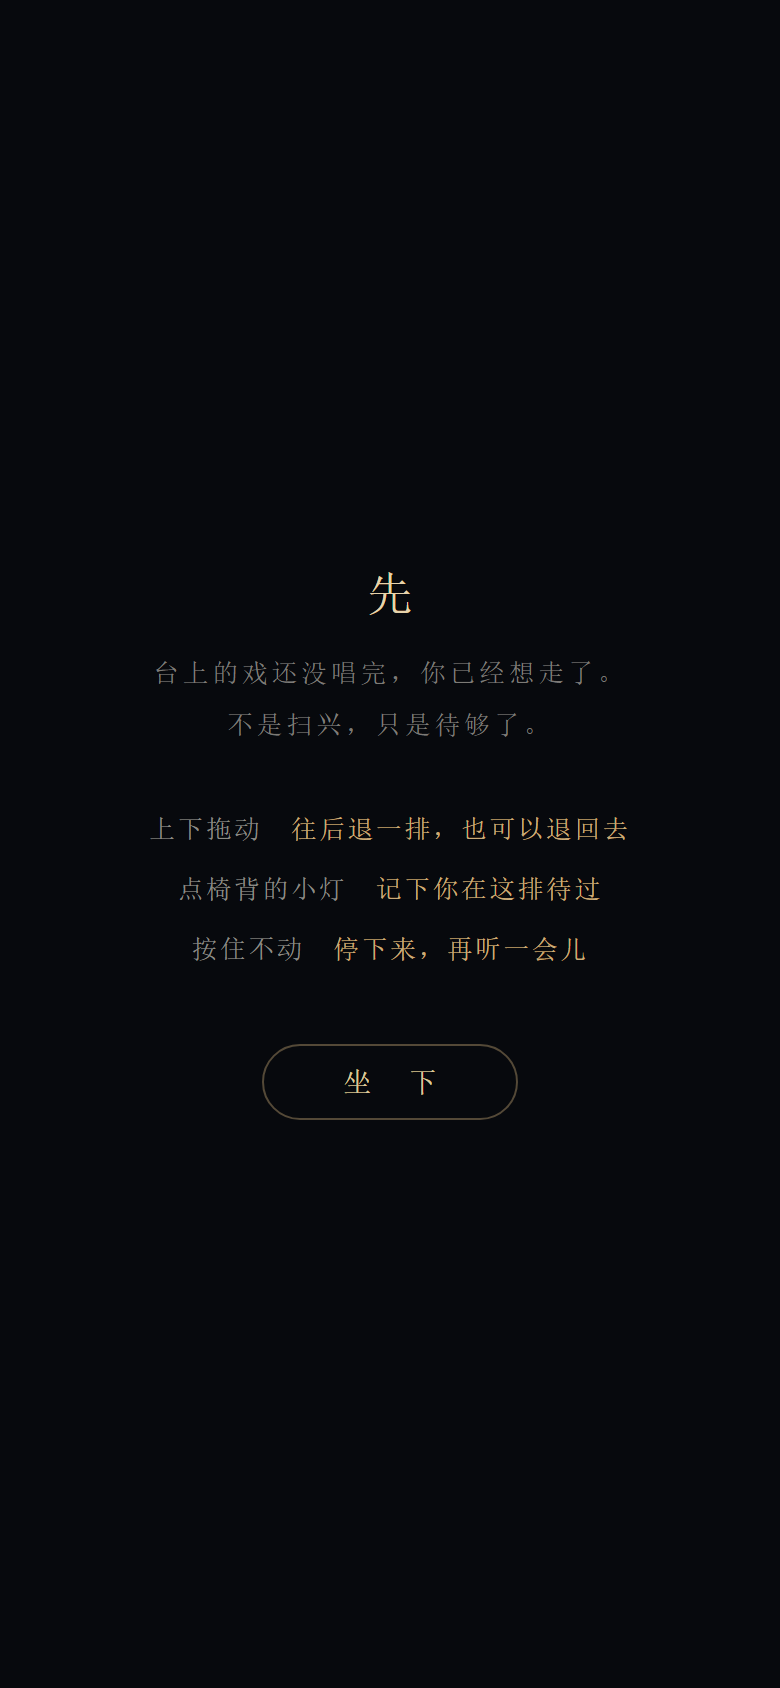 先
台上的戏还没唱完，你已经想走了。
不是扫兴，只是待够了。
上下拖动 往后退一排，也可以退回去
点椅背的小灯 记下你在这排待过
按住不动 停下来，再听一会儿
坐 下